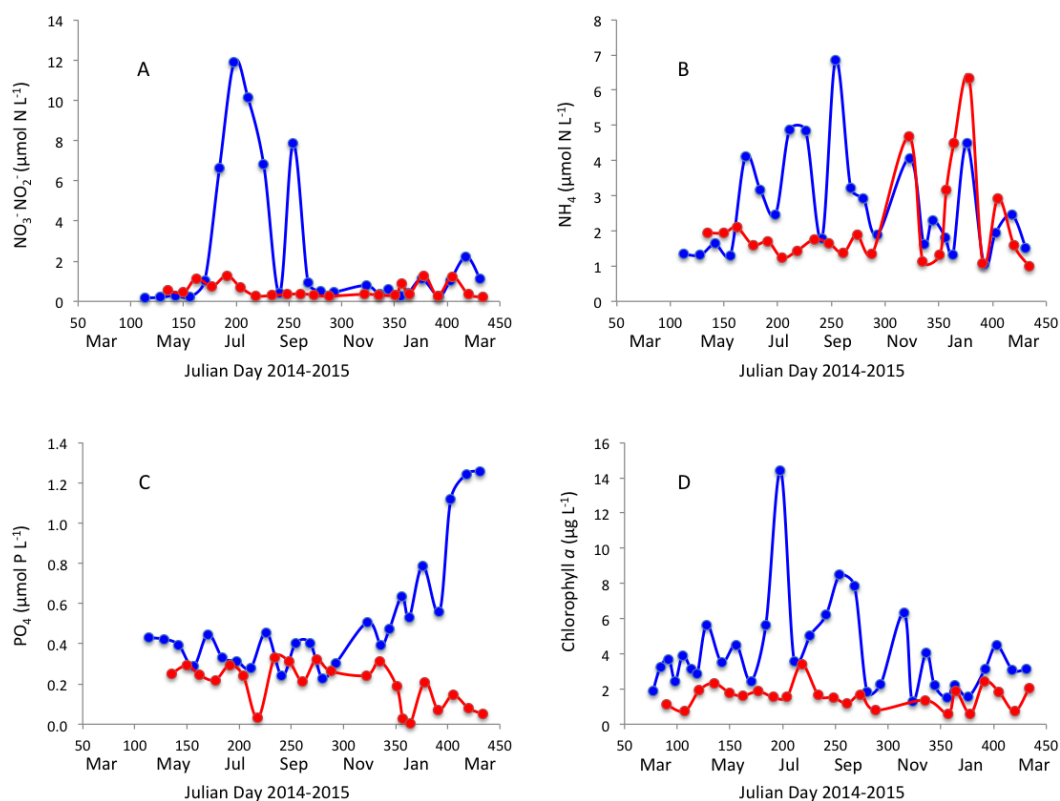 A
NO₃⁻ NO₂⁻ (μmol N L⁻¹)
14
12
10
8
6
4
2
0
50 100 150 200 250 300 350 400 450
Mar May Jul Sep Nov Jan Mar
Julian Day 2014-2015
B
NH₄ (μmol N L⁻¹)
8
7
6
5
4
3
2
1
0
50 100 150 200 250 300 350 400 450
Mar May Jul Sep Nov Jan Mar
Julian Day 2014-2015
C
PO₄ (μmol P L⁻¹)
1.4
1.2
1.0
0.8
0.6
0.4
0.2
0.0
50 100 150 200 250 300 350 400 450
Mar May Jul Sep Nov Jan Mar
Julian Day 2014-2015
D
Chlorophyll a (μg L⁻¹)
16
14
12
10
8
6
4
2
0
50 100 150 200 250 300 350 400 450
Mar May Jul Sep Nov Jan Mar
Julian Day 2014-2015